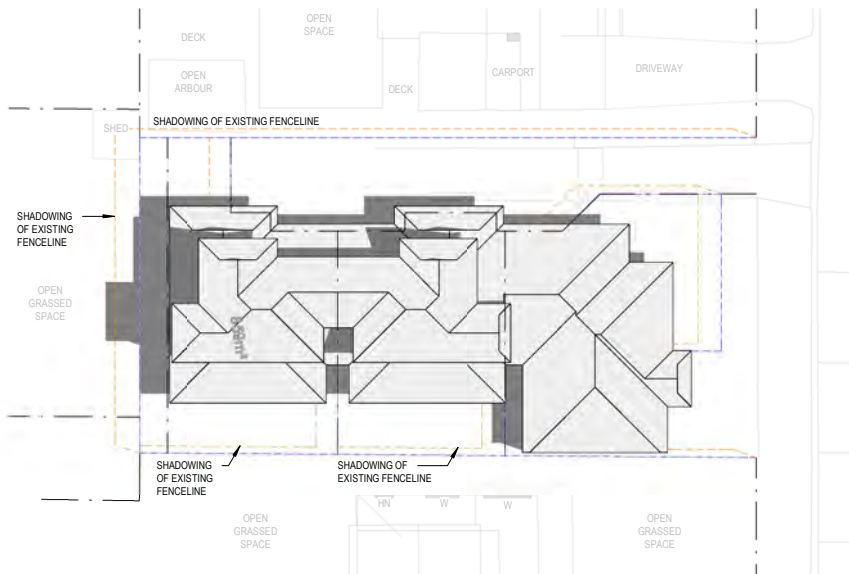 OPEN
SPACE
DECK
OPEN
ARBOUR
DECK
CARPORT
DRIVEWAY
SHED
SHADOWING OF EXISTING FENCELINE
SHADOWING
OF EXISTING
FENCELINE
OPEN
GRASSED
SPACE
SHADOWING
OF EXISTING
FENCELINE
SHADOWING OF
EXISTING FENCELINE
HN
W
W
OPEN
GRASSED
SPACE
OPEN
GRASSED
SPACE